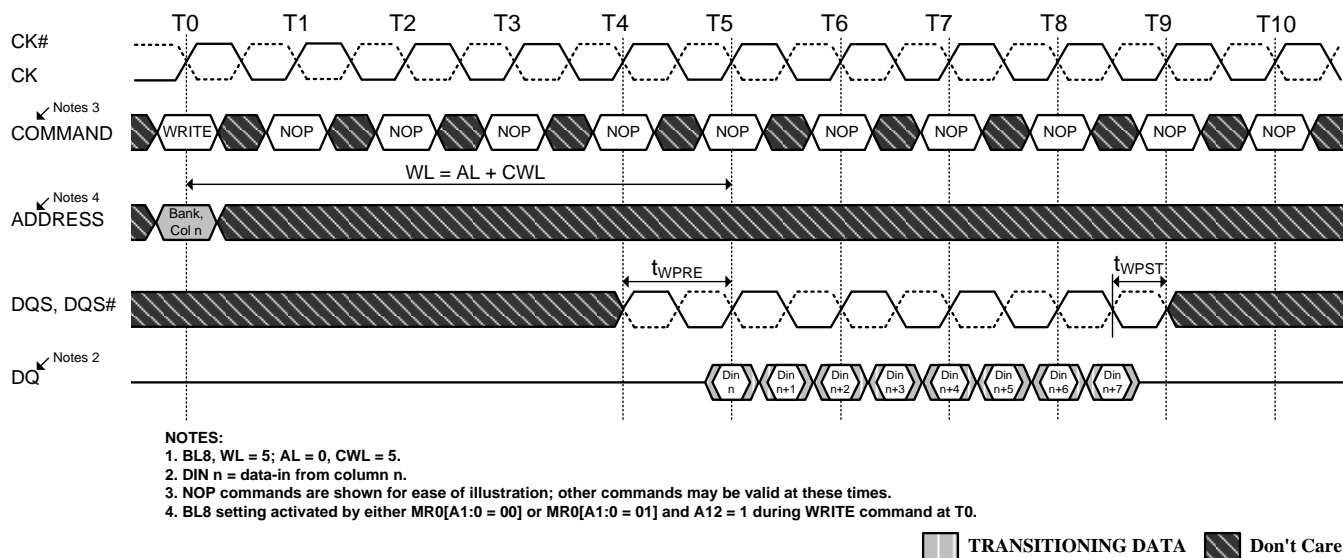 T0 T1 T2 T3 T4 T5 T6 T7 T8 T9 T10
CK#
CK
Notes 3
COMMAND
WRITE NOP NOP NOP NOP NOP NOP NOP NOP NOP NOP
WL = AL + CWL
Notes 4
ADDRESS
Bank,
Col n
tWPRE tWPST
DQS, DQS#
Notes 2
DQ
Din Din Din Din Din Din Din Din
n n+1 n+2 n+3 n+4 n+5 n+6 n+7
NOTES:
1. BL8, WL = 5; AL = 0, CWL = 5.
2. DIN n = data-in from column n.
3. NOP commands are shown for ease of illustration; other commands may be valid at these times.
4. BL8 setting activated by either MR0[A1:0 = 00] or MR0[A1:0 = 01] and A12 = 1 during WRITE command at T0.
TRANSITIONING DATA Don't Care